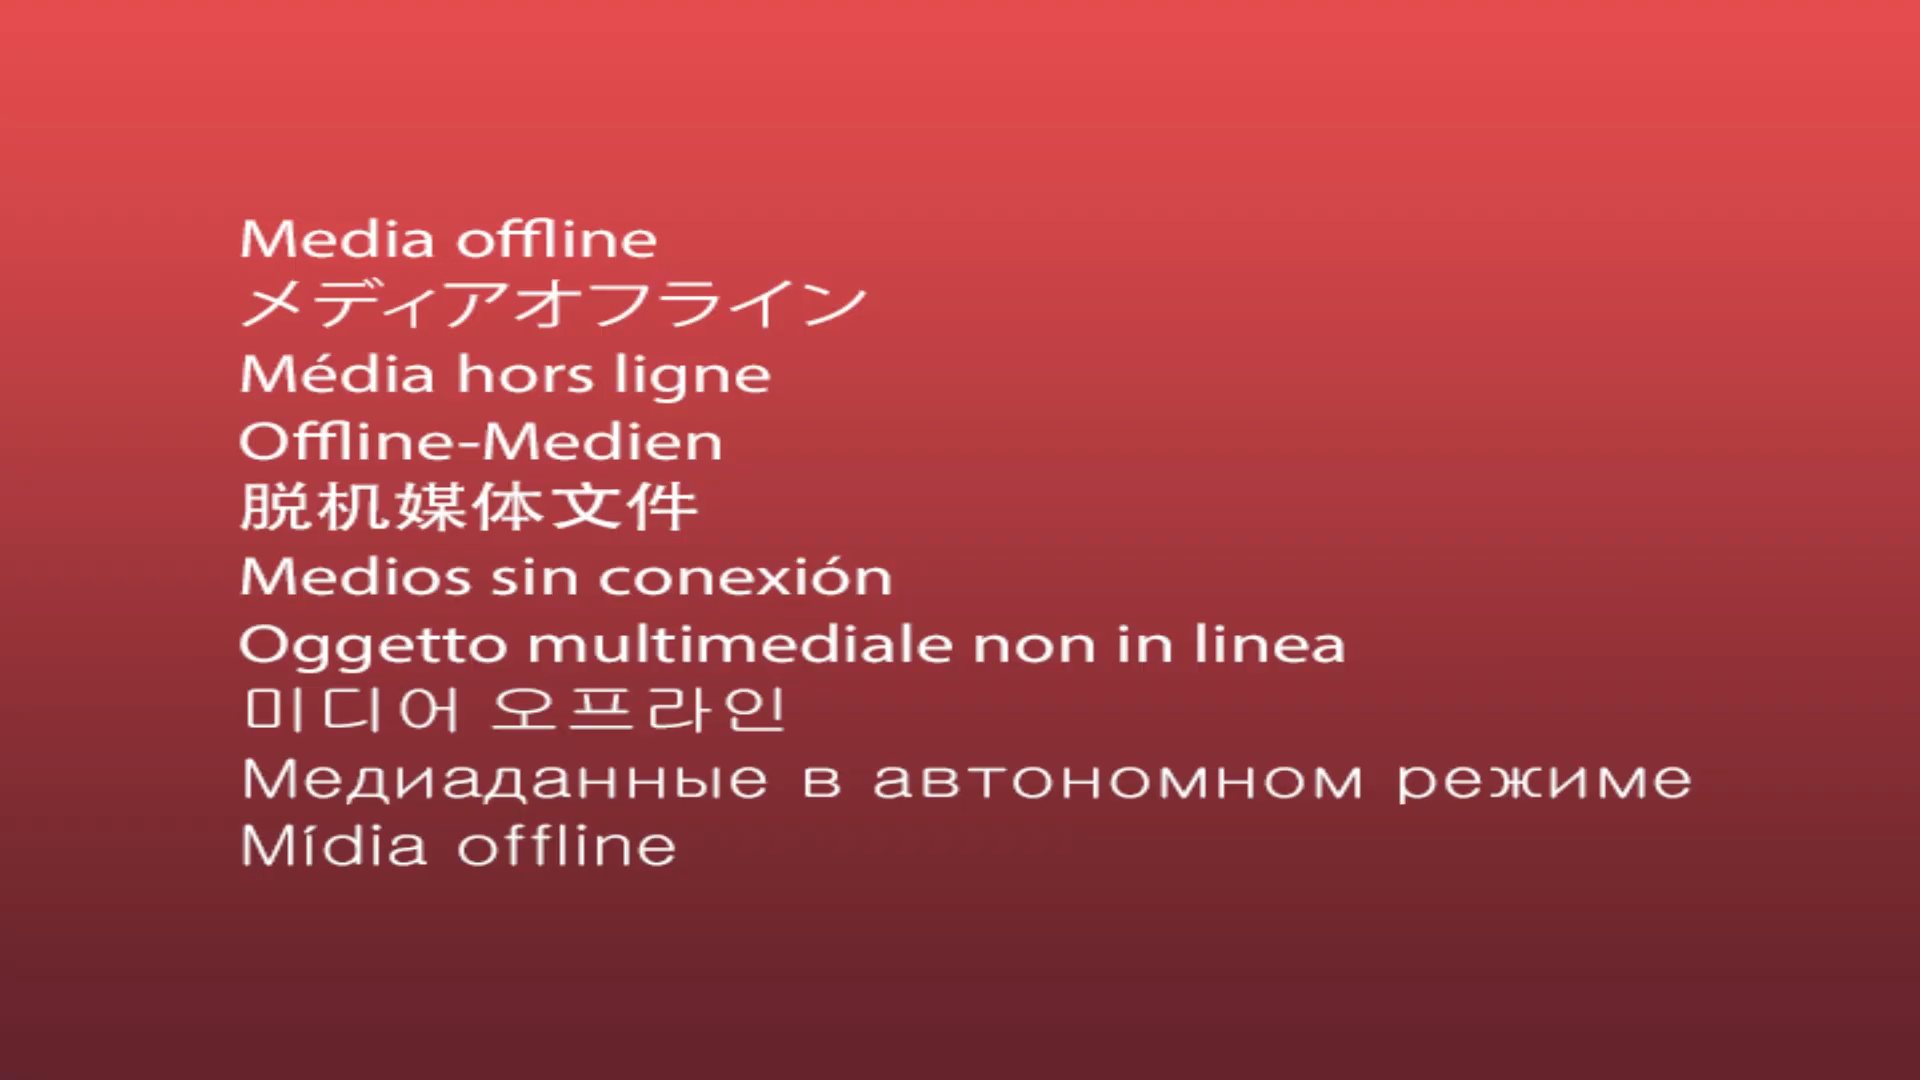 Media offline
メディアオフライン
Média hors ligne
Offline-Medien
脱机媒体文件
Medios sin conexión
Oggetto multimediale non in linea
미디어 오프라인
Медиаданные в автономном режиме
Mídia offline